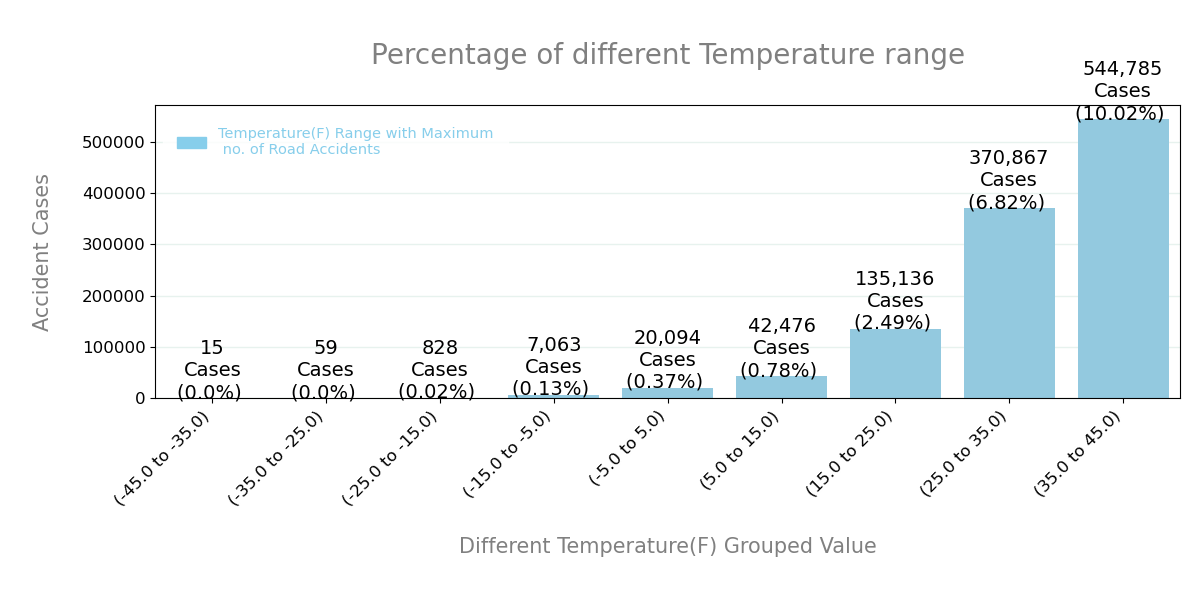 Percentage of different Temperature range
Temperature(F) Range with Maximum
no. of Road Accidents
Accident Cases
500000
400000
300000
200000
100000
0
15
Cases
(0.0%)
59
Cases
(0.0%)
828
Cases
(0.02%)
7,063
Cases
(0.13%)
20,094
Cases
(0.37%)
42,476
Cases
(0.78%)
135,136
Cases
(2.49%)
370,867
Cases
(6.82%)
544,785
Cases
(10.02%)
(-45.0 to -35.0)
(-35.0 to -25.0)
(-25.0 to -15.0)
(-15.0 to -5.0)
(-5.0 to 5.0)
(5.0 to 15.0)
(15.0 to 25.0)
(25.0 to 35.0)
(35.0 to 45.0)
Different Temperature(F) Grouped Value